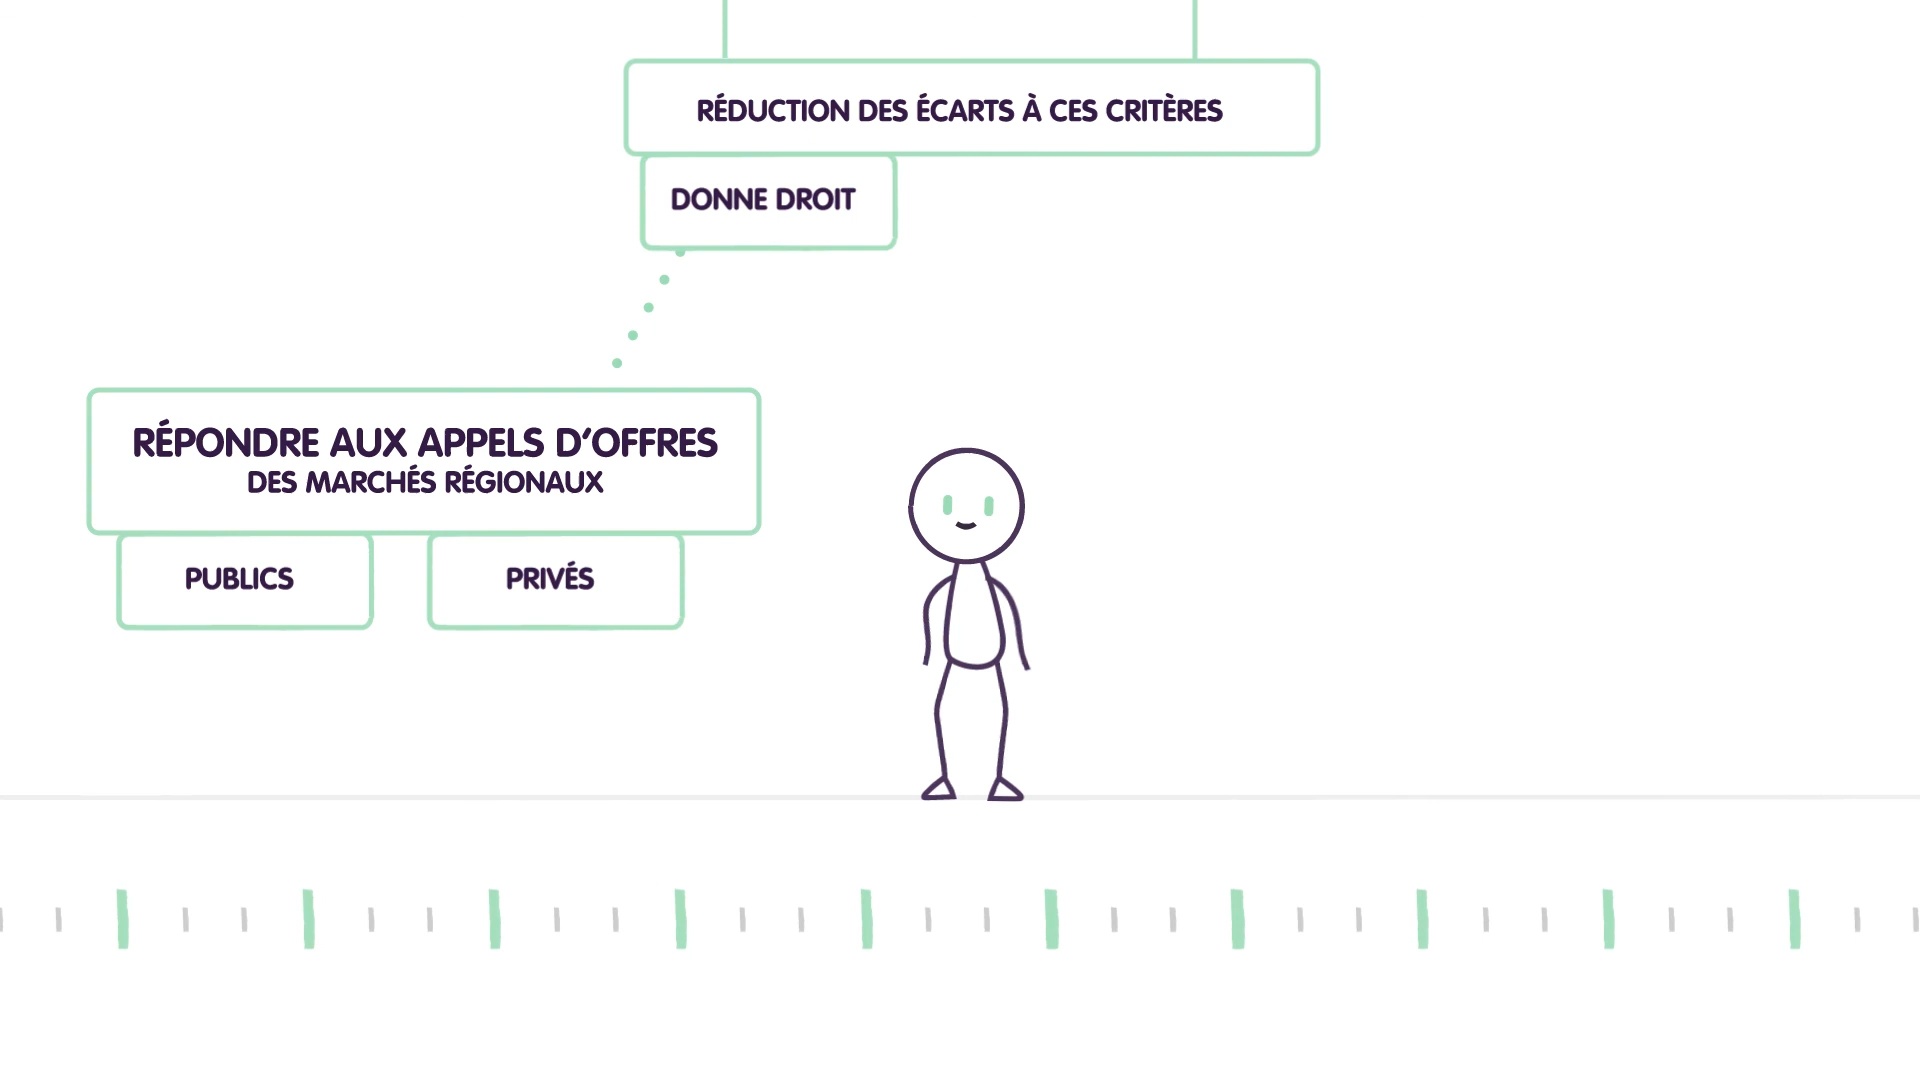 RÉDUCTION DES ÉCARTS À CES CRITÈRES
DONNE DROIT
RÉPONDRE AUX APPELS D'OFFRES
DES MARCHÉS RÉGIONAUX
PUBLICS
PRIVÉS